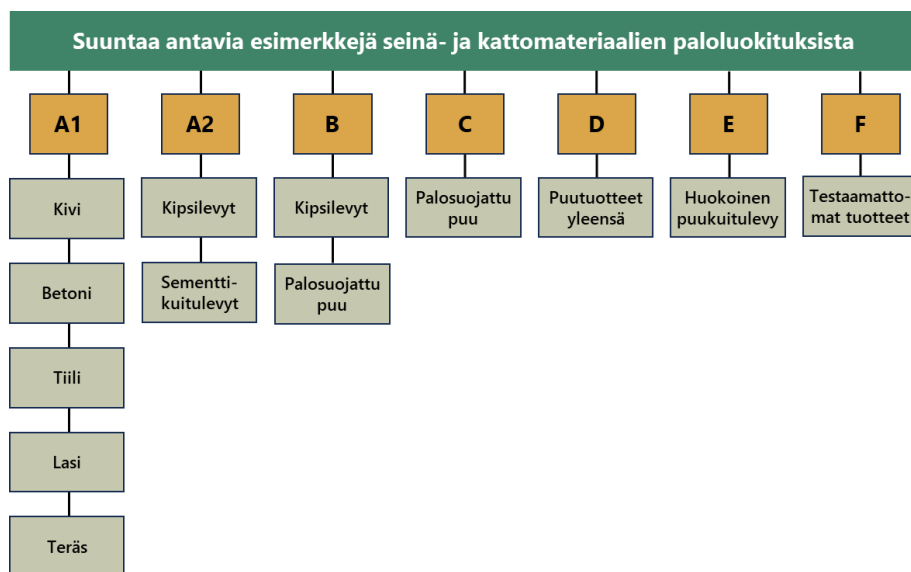 Suuntaa antavia esimerkkejä seinä- ja kattomateriaalien paloluokituksista
A1
A2
B
C
D
E
F
Kivi
Kipsilevyt
Kipsilevyt
Palosuojattu
puu
Puutuotteet
yleensä
Huokoinen
puukuitulevy
Testaamatto-
mat tuotteet
Betoni
Sementti-
kuitulevyt
Palosuojattu
puu
Tiili
Lasi
Teräs